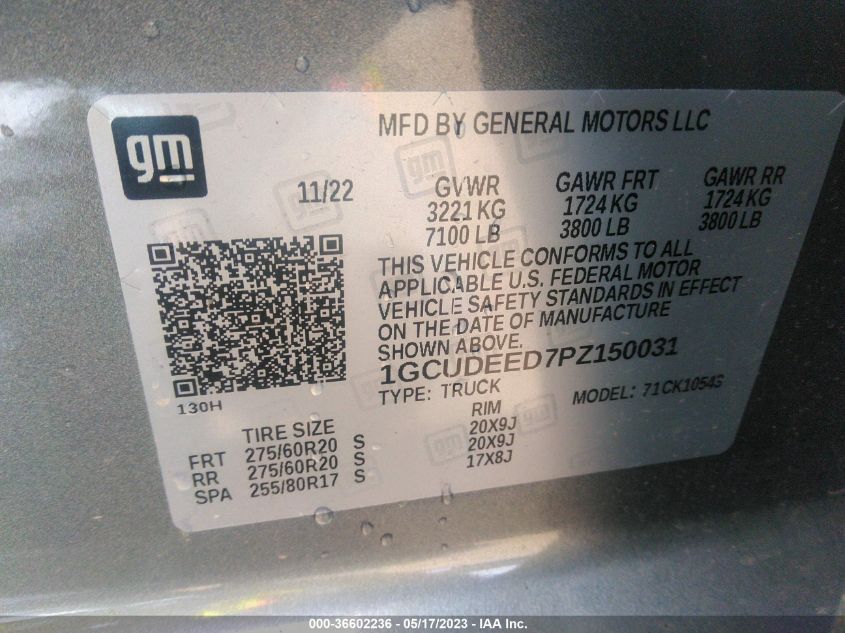 gm
MFD BY GENERAL MOTORS LLC
11/22
GVWR GAWR FRT GAWR RR
3221 KG 1724 KG 1724 KG
7100 LB 3800 LB 3800 LB
THIS VEHICLE CONFORMS TO ALL
APPLICABLE U.S. FEDERAL MOTOR
VEHICLE SAFETY STANDARDS IN EFFECT
ON THE DATE OF MANUFACTURE
SHOWN ABOVE.
1GCUDEED7PZ150031
TYPE: TRUCK MODEL: 71CK10543
130H
TIRE SIZE RIM
FRT 275/60R20 S 20X9J
RR 275/60R20 S 20X9J
SPA 255/80R17 S 17X8J
000-36602236 - 05/17/2023 - IAA Inc.